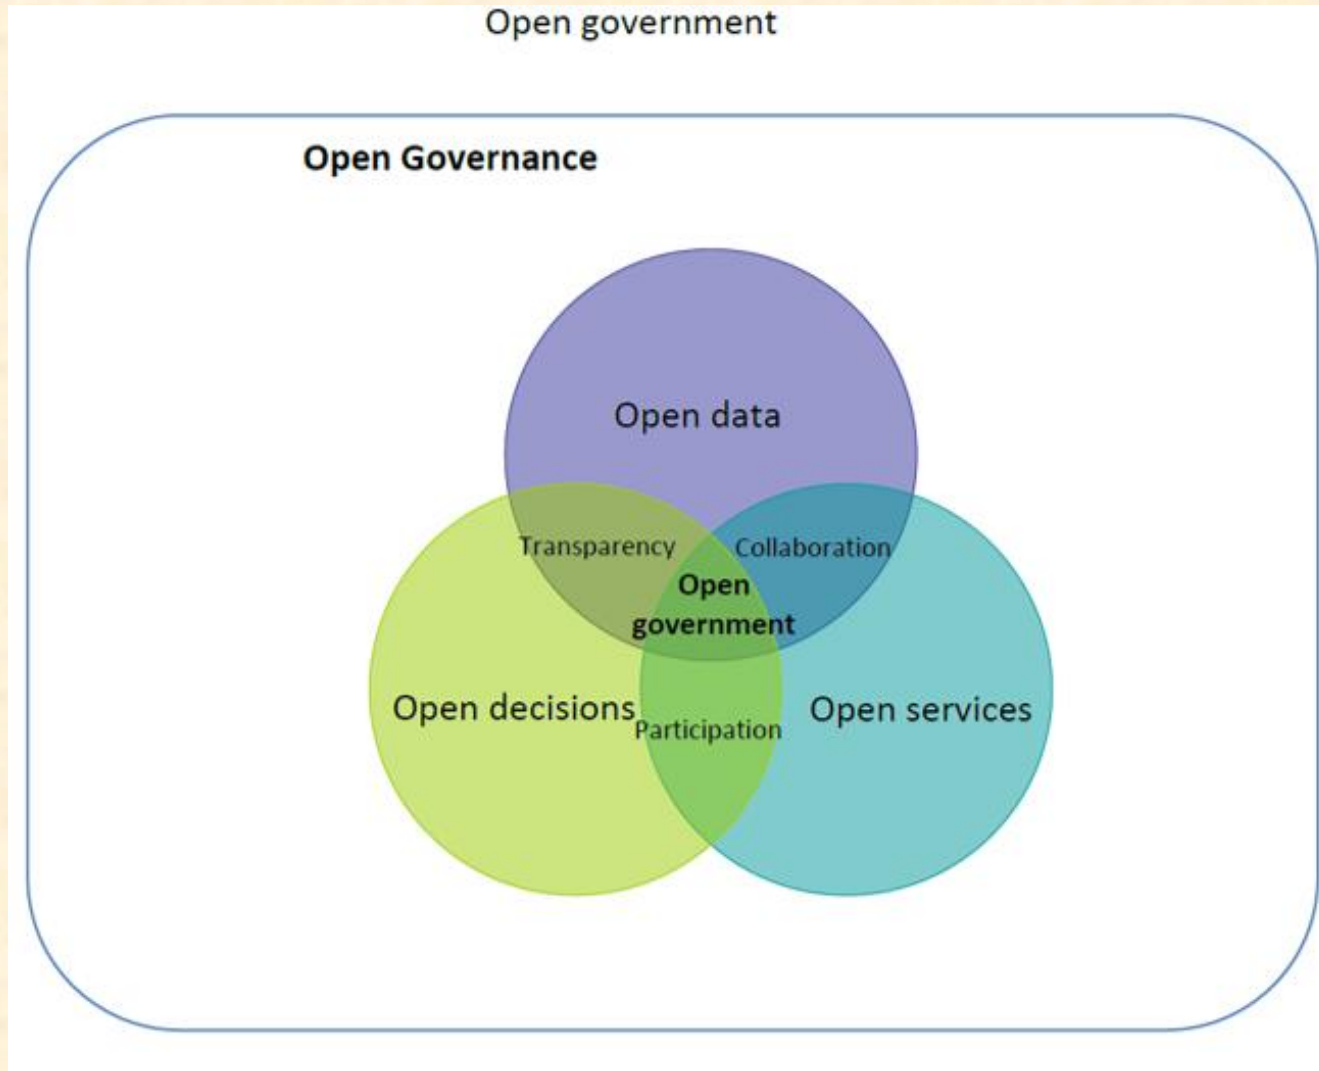 Open government
Open Governance
Open data
Transparency
Collaboration
Open
government
Open decisions
Open services
Participation